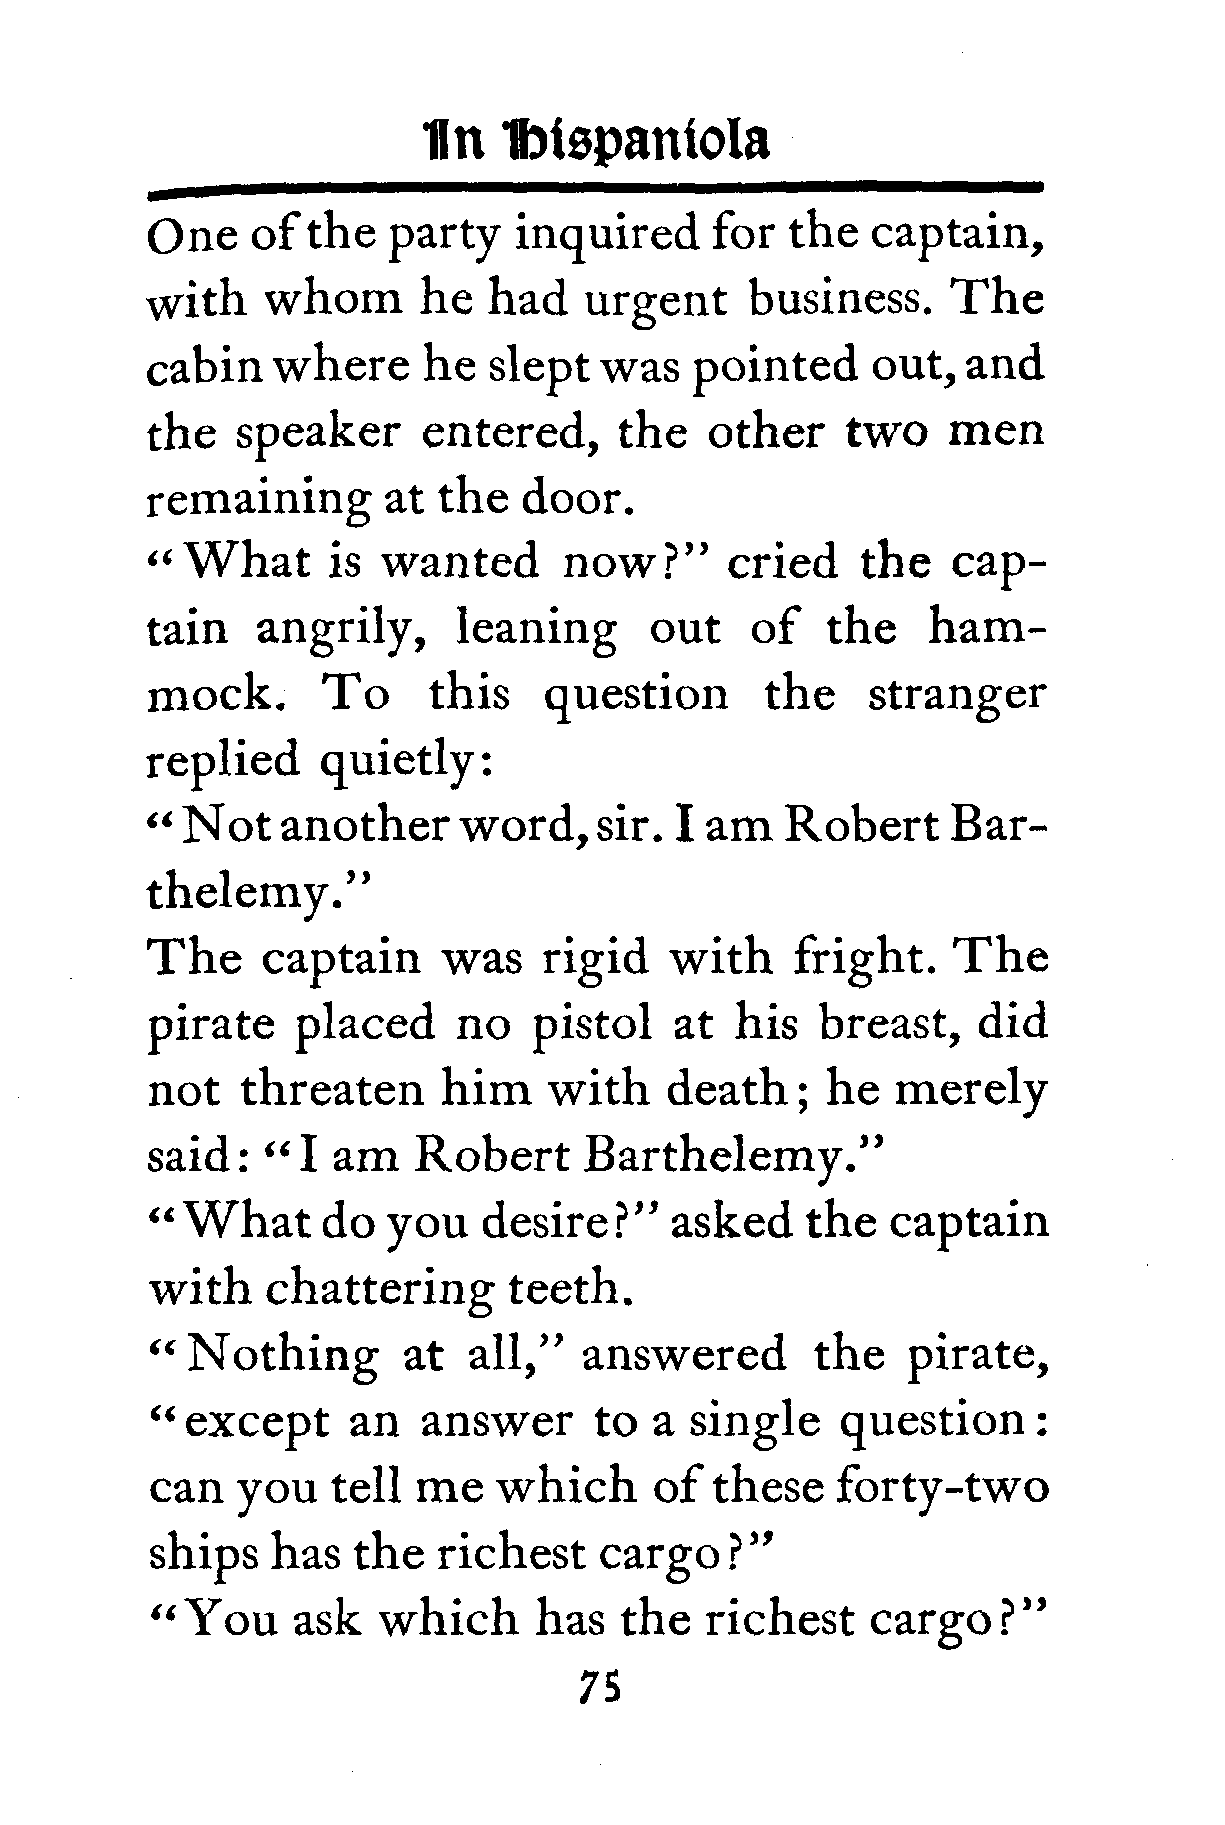 In Hispaniola
One of the party inquired for the captain,
with whom he had urgent business. The
cabin where he slept was pointed out, and
the speaker entered, the other two men
remaining at the door.
“What is wanted now?” cried the cap-
tain angrily, leaning out of the ham-
mock. To this question the stranger
replied quietly:
“Not another word, sir. I am Robert Bar-
thelemy.”
The captain was rigid with fright. The
pirate placed no pistol at his breast, did
not threaten him with death; he merely
said: “I am Robert Barthelemy.”
“What do you desire?” asked the captain
with chattering teeth.
“Nothing at all,” answered the pirate,
“except an answer to a single question:
can you tell me which of these forty-two
ships has the richest cargo?”
“You ask which has the richest cargo?”
75